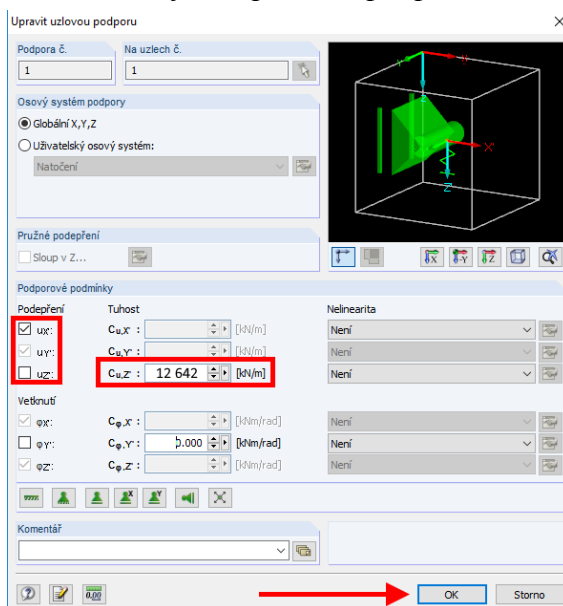 Upravit uzlovou podporu
Podpora č.
1
Na uzlech č.
1
Osový systém podpory
Globální X,Y,Z
Uživatelský osový systém:
Natočení
Pružné podepření
Sloup v Z...
Y
X
Z
X'
Z'
X -Y Z
Podporové podmínky
Podepření Tuhost Nelinearita
uX': Cu,X' : [kN/m] Není
uY': Cu,Y' : [kN/m] Není
uZ': Cu,Z' : 12 642 [kN/m] Není
Vetknutí
φX': Cφ,X' : [kNm/rad] Není
φY': Cφ,Y' : 0.000 [kNm/rad] Není
φZ': Cφ,Z' : [kNm/rad] Není
X Y
Komentář
0,00
OK Storno